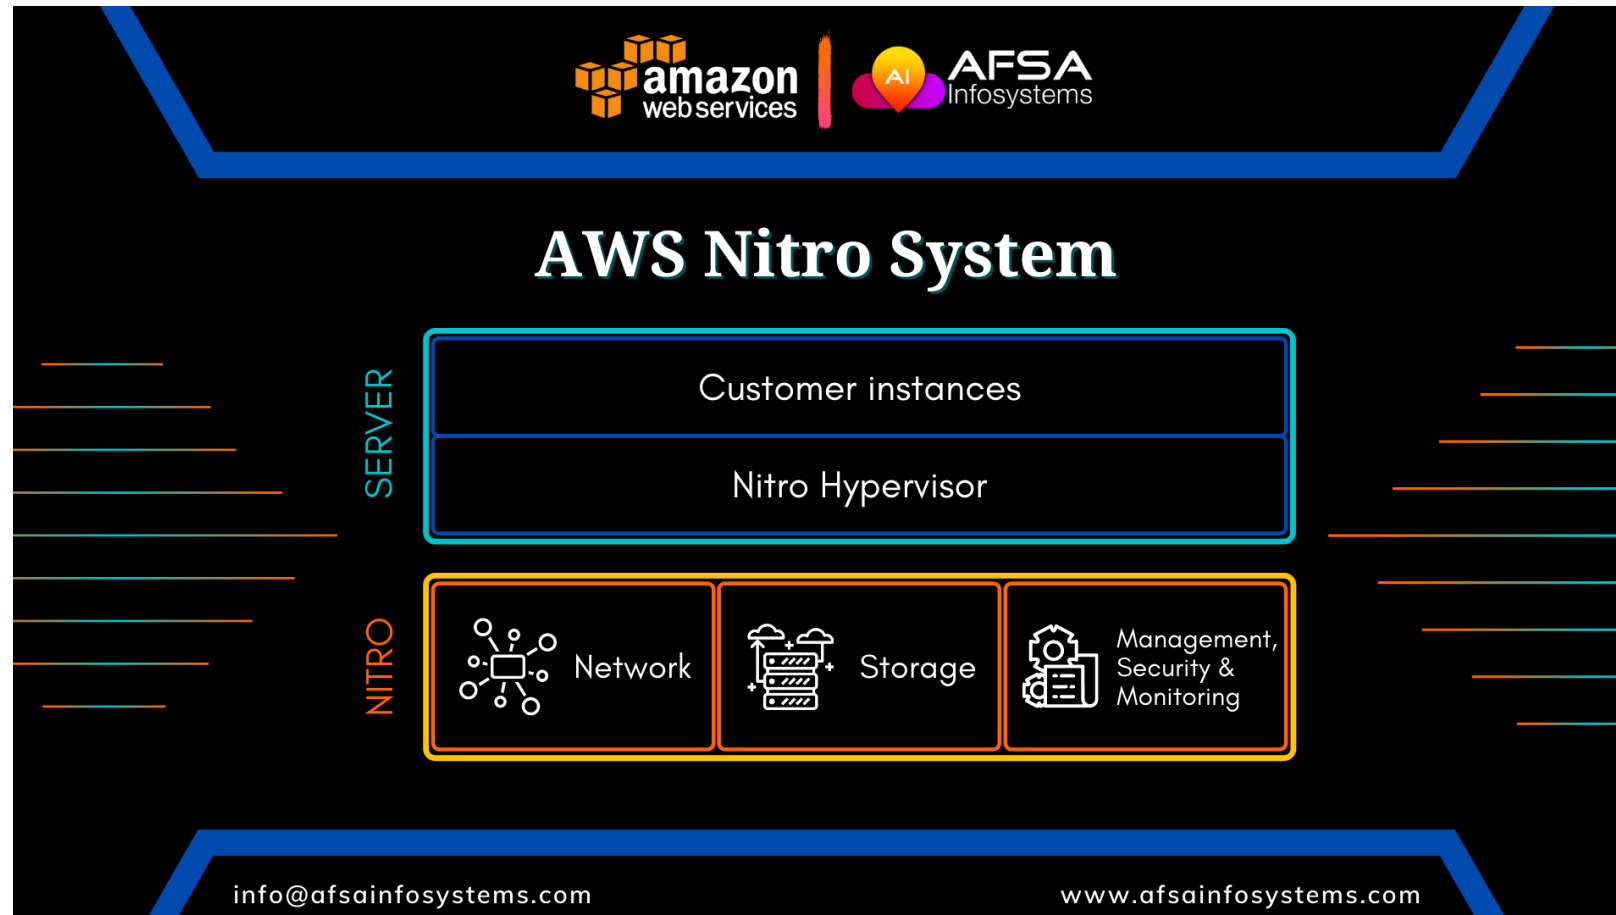 amazon
web services
AI
AFSA
Infosystems
AWS Nitro System
SERVER
Customer instances
Nitro Hypervisor
NITRO
Network
Storage
Management,
Security &
Monitoring
info@afsainfosystems.com
www.afsainfosystems.com